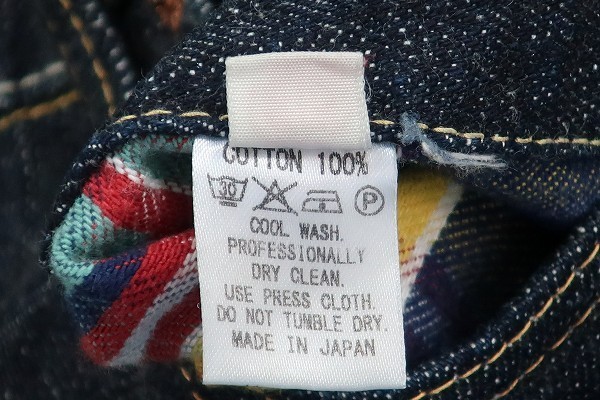 COTTON 100%
30 P
COOL WASH.
PROFESSIONALLY
DRY CLEAN.
USE PRESS CLOTH.
DO NOT TUMBLE DRY.
MADE IN JAPAN